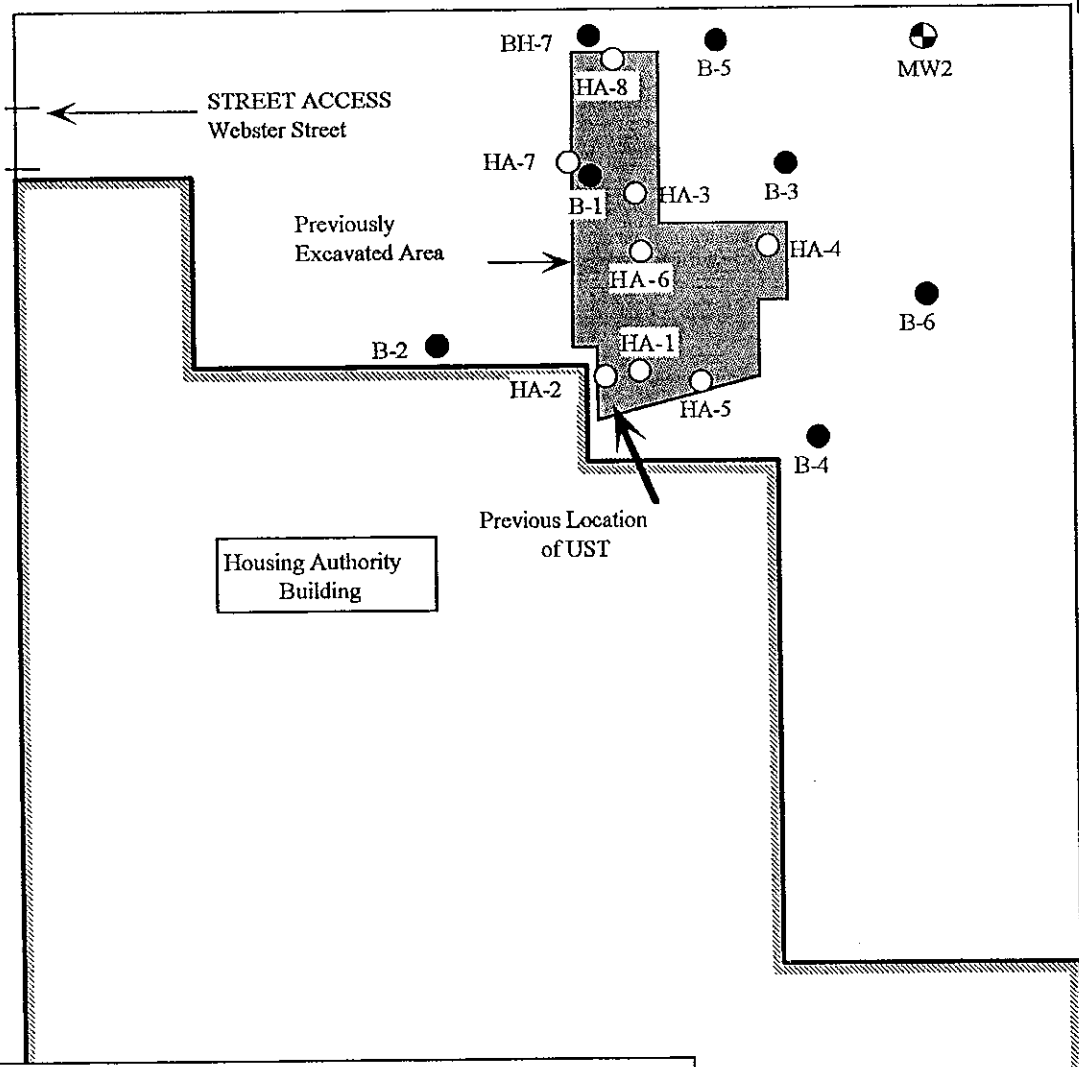 BH-7
B-5
MW2
HA-8
STREET ACCESS
Webster Street
HA-7
B-1
HA-3
B-3
Previously
Excavated Area
HA-4
HA-6
B-6
B-2
HA-1
HA-2
HA-5
B-4
Previous Location
of UST
Housing Authority
Building